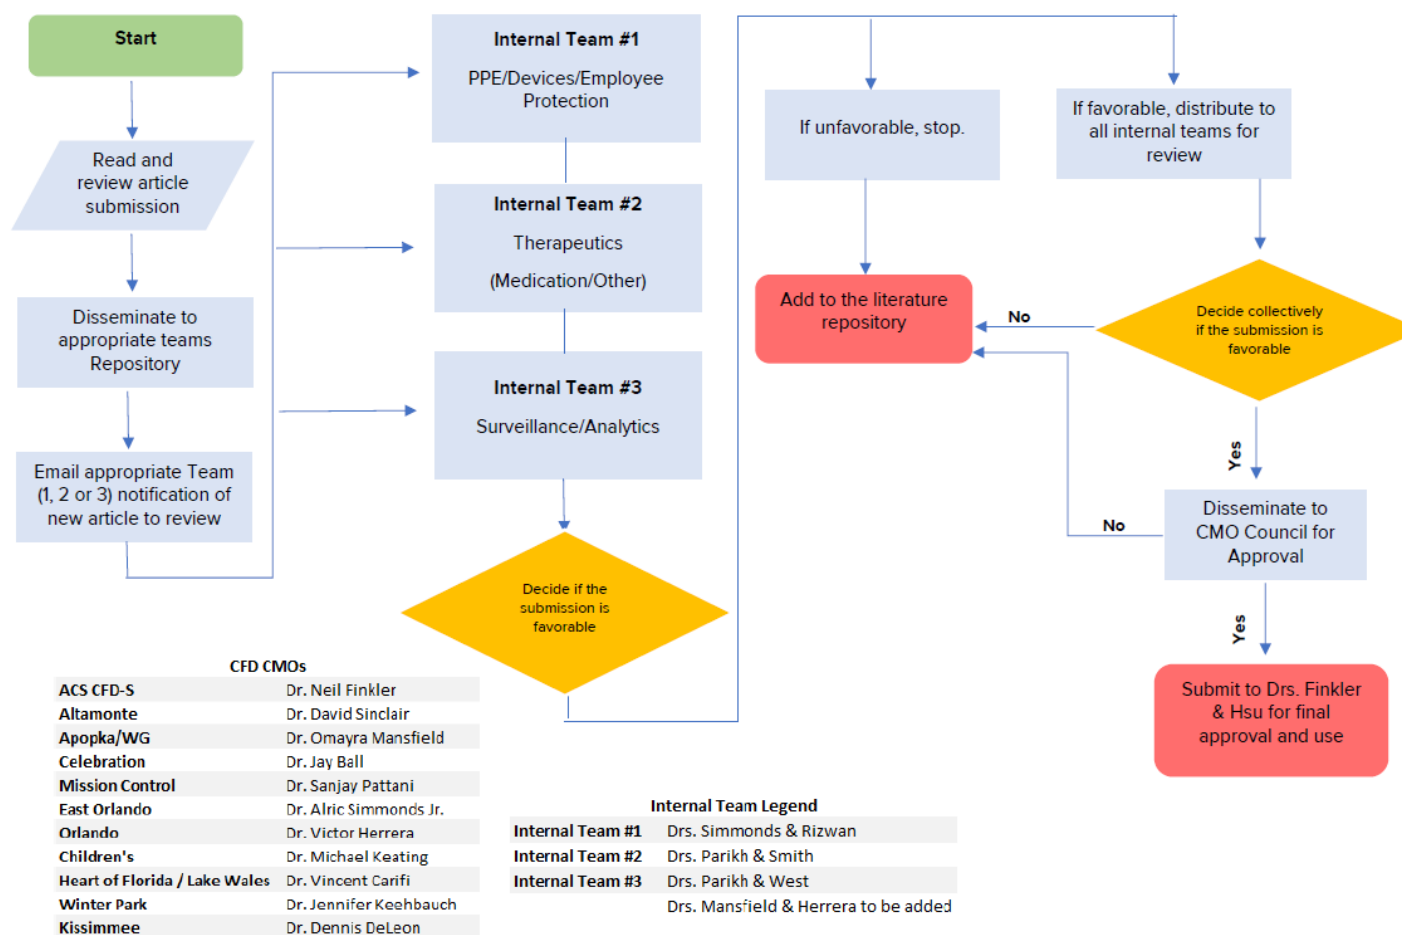 Start
Read and
review article
submission
Disseminate to
appropriate teams
Repository
Email appropriate Team
(1, 2 or 3) notification of
new article to review
Internal Team #1
PPE/Devices/Employee
Protection
Internal Team #2
Therapeutics
(Medication/Other)
Internal Team #3
Surveillance/Analytics
Decide if the
submission is
favorable
If unfavorable, stop.
If favorable, distribute to
all internal teams for
review
Add to the literature
repository
No
Decide collectively
if the submission is
favorable
Yes
No
Disseminate to
CMO Council for
Approval
Yes
Submit to Drs. Finkler
& Hsu for final
approval and use
CFD CMOs
ACS CFD-S Dr. Neil Finkler
Altamonte Dr. David Sinclair
Apopka/WG Dr. Omayra Mansfield
Celebration Dr. Jay Ball
Mission Control Dr. Sanjay Pattani
East Orlando Dr. Alric Simmonds Jr.
Orlando Dr. Victor Herrera
Children's Dr. Michael Keating
Heart of Florida / Lake Wales Dr. Vincent Carifi
Winter Park Dr. Jennifer Keehbauch
Kissimmee Dr. Dennis DeLeon
Internal Team Legend
Internal Team #1 Drs. Simmonds & Rizwan
Internal Team #2 Drs. Parikh & Smith
Internal Team #3 Drs. Parikh & West
Drs. Mansfield & Herrera to be added